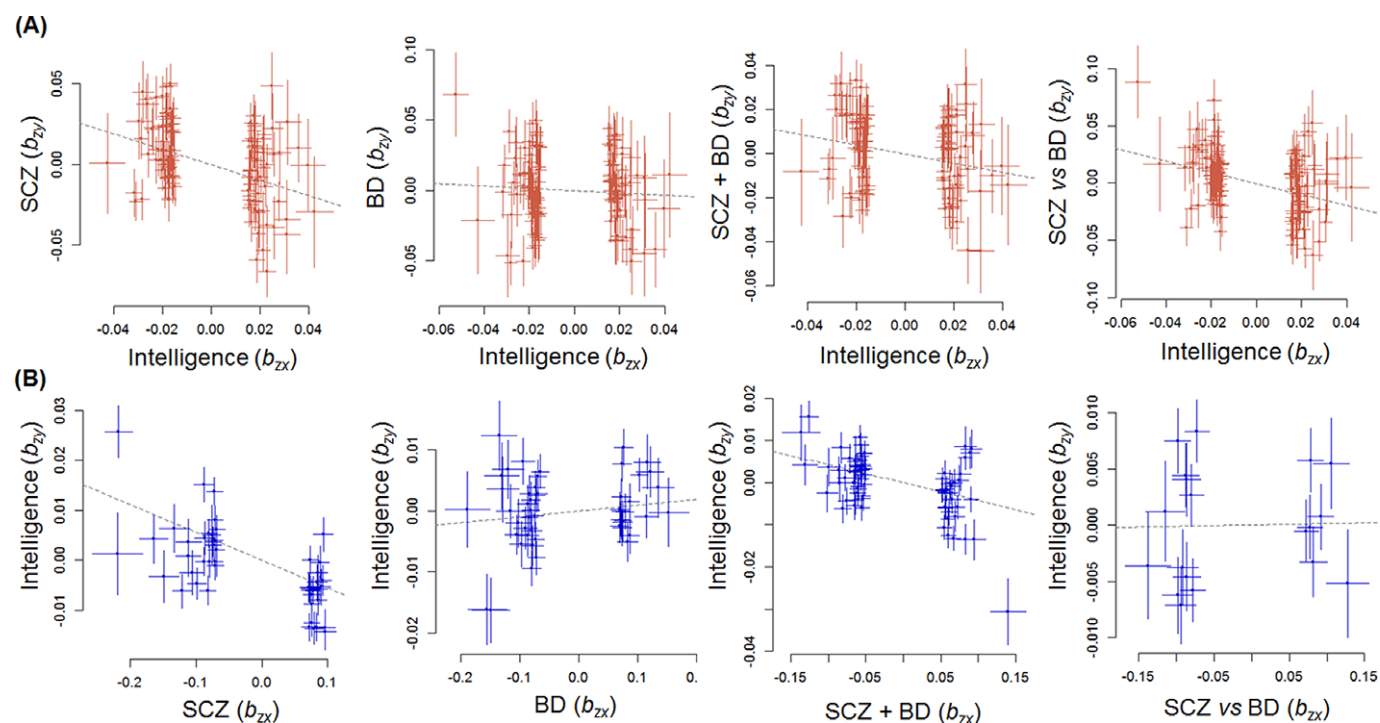 (A)
SCZ (bzy)
0.05
0.00
-0.05
-0.04 -0.02 0.00 0.02 0.04
Intelligence (bzx)
BD (bzy)
0.10
0.05
0.00
-0.05
-0.06 -0.04 -0.02 0.00 0.02 0.04
Intelligence (bzx)
SCZ + BD (bzy)
0.04
0.02
0.00
-0.02
-0.04
-0.06
-0.04 -0.02 0.00 0.02 0.04
Intelligence (bzx)
SCZ vs BD (bzy)
0.10
0.05
0.00
-0.05
-0.10
-0.06 -0.04 -0.02 0.00 0.02 0.04
Intelligence (bzx)
(B)
Intelligence (bzy)
0.03
0.02
0.01
0.00
-0.01
-0.2 -0.1 0.0 0.1
SCZ (bzx)
Intelligence (bzy)
0.01
0.00
-0.01
-0.02
-0.2 -0.1 0.0 0.1 0.2
BD (bzx)
Intelligence (bzy)
0.02
0.01
0.00
-0.02
-0.04
-0.15 -0.05 0.05 0.15
SCZ + BD (bzx)
Intelligence (bzy)
0.010
0.005
0.000
-0.005
-0.010
-0.15 -0.05 0.05 0.15
SCZ vs BD (bzx)